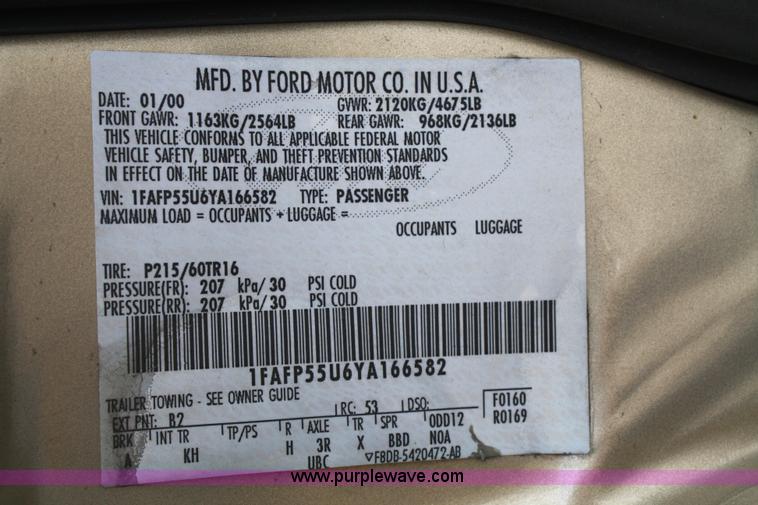 MFD. BY FORD MOTOR CO. IN U.S.A.
DATE: 01/00 GVWR: 2120KG/4675LB
FRONT GAWR: 1163KG/2564LB REAR GAWR: 968KG/2136LB
THIS VEHICLE CONFORMS TO ALL APPLICABLE FEDERAL MOTOR
VEHICLE SAFETY, BUMPER, AND THEFT PREVENTION STANDARDS
IN EFFECT ON THE DATE OF MANUFACTURE SHOWN ABOVE.
VIN: 1FAFP55U6YA166582 TYPE: PASSENGER
MAXIMUM LOAD = OCCUPANTS + LUGGAGE =
OCCUPANTS LUGGAGE
TIRE: P215/60TR16
PRESSURE(FR): 207 kPa/30 PSI COLD
PRESSURE(RR): 207 kPa/30 PSI COLD
1FAFP55U6YA166582
TRAILER TOWING - SEE OWNER GUIDE
EXT PNT: B2 RC: 53 DSO: F0160
BRK INT TR TP/PS R AXLE TR SPR ODD12 R0169
A KH H 3R X BBD NOA
UBC ▽F8DB-5420472-AB
www.purplewave.com